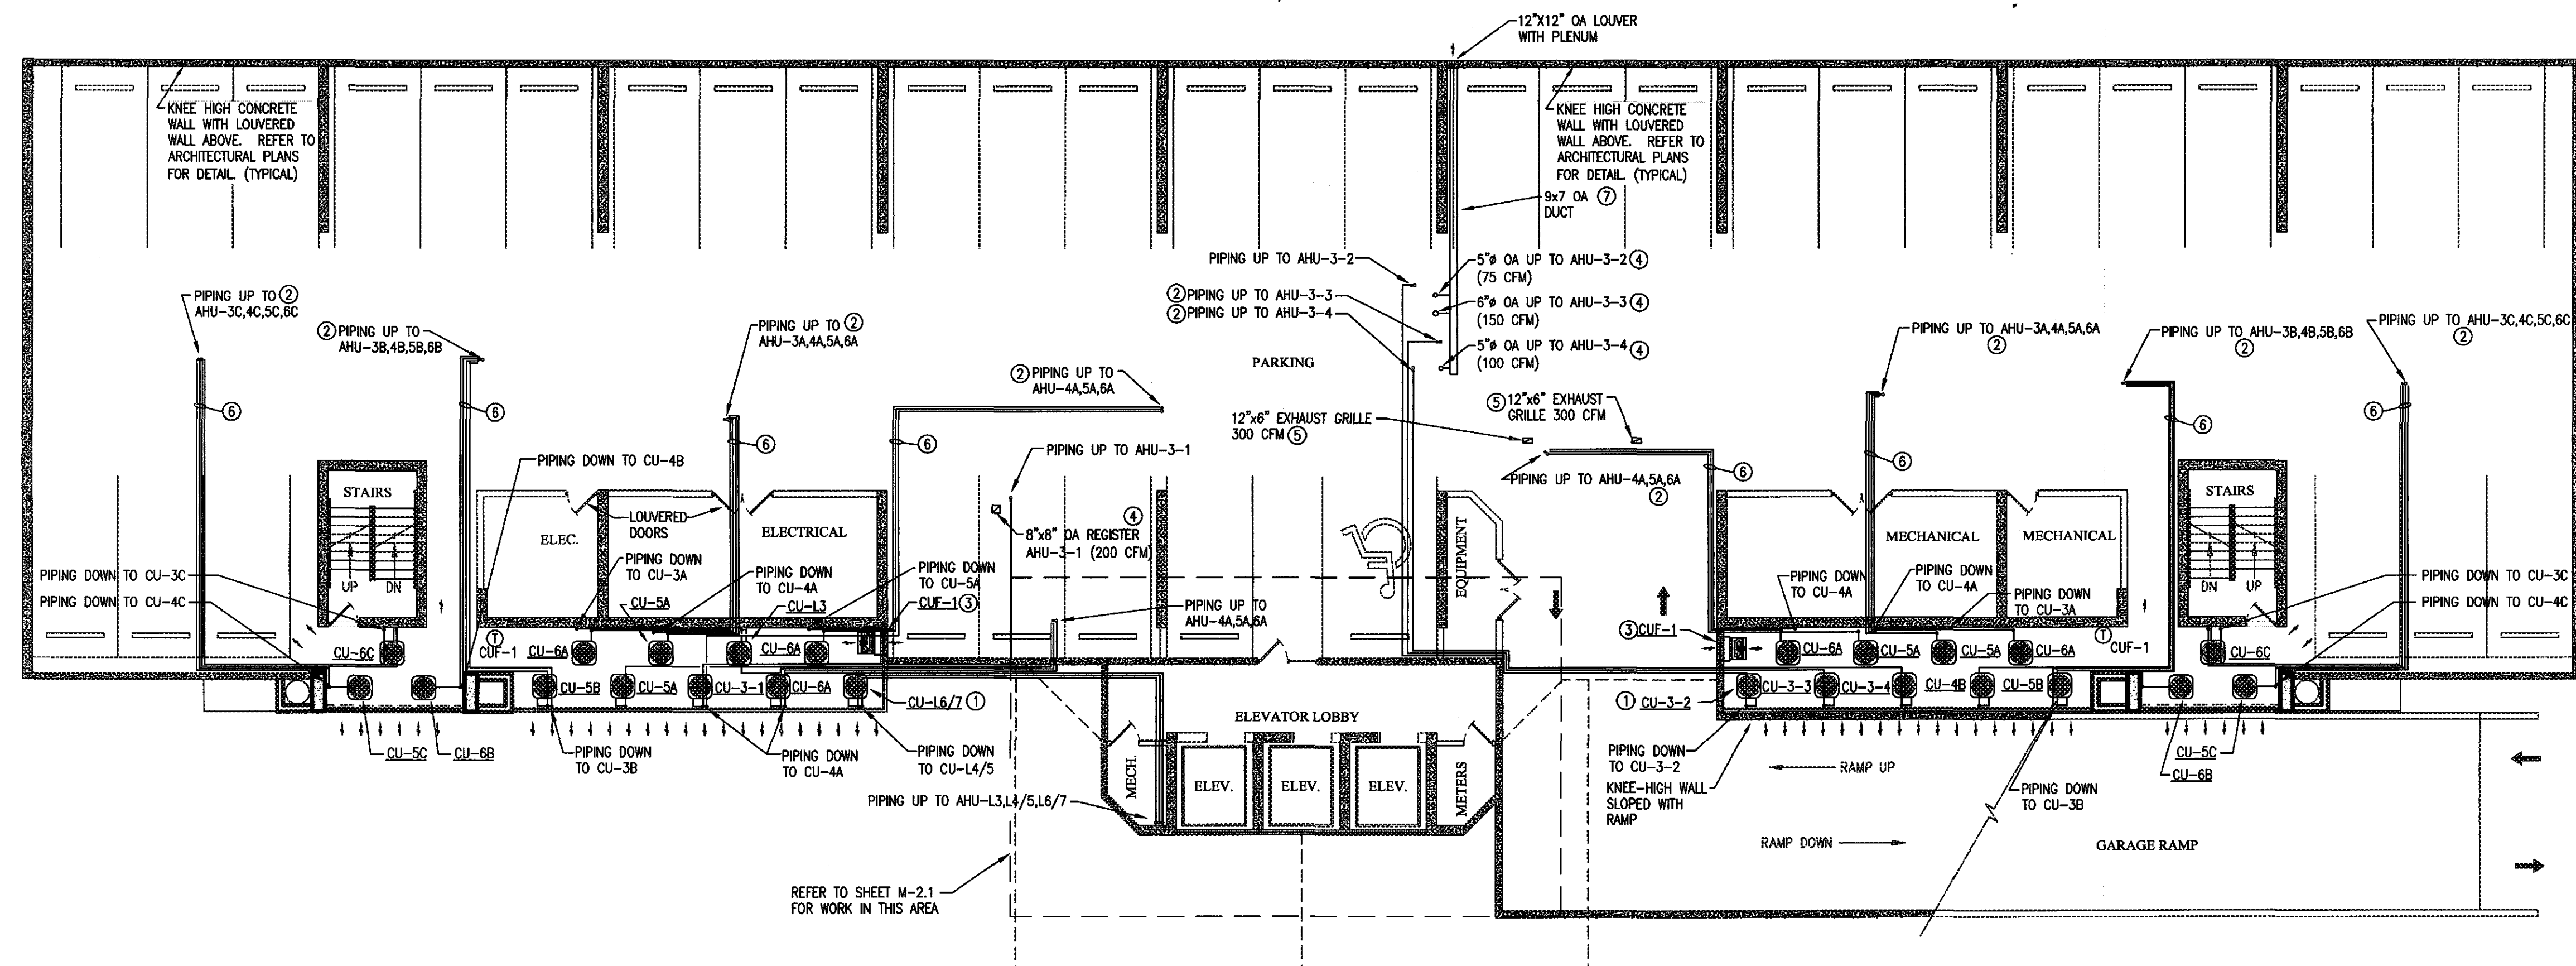 12"X12" OA LOUVER
WITH PLENUM
KNEE HIGH CONCRETE
WALL WITH LOUVERED
WALL ABOVE. REFER TO
ARCHITECTURAL PLANS
FOR DETAIL. (TYPICAL)
KNEE HIGH CONCRETE
WALL WITH LOUVERED
WALL ABOVE. REFER TO
ARCHITECTURAL PLANS
FOR DETAIL. (TYPICAL)
9x7 OA 7
DUCT
PIPING UP TO AHU-3-2
5"ø OA UP TO AHU-3-2 4
(75 CFM)
2 PIPING UP TO AHU-3-3
6"ø OA UP TO AHU-3-3 4
(150 CFM)
2 PIPING UP TO AHU-3-4
5"ø OA UP TO AHU-3-4 4
(100 CFM)
PIPING UP TO 2
AHU-3C,4C,5C,6C
2 PIPING UP TO
AHU-3B,4B,5B,6B
PIPING UP TO 2
AHU-3A,4A,5A,6A
PARKING
2 PIPING UP TO
AHU-4A,5A,6A
PIPING UP TO AHU-3A,4A,5A,6A
2
PIPING UP TO AHU-3B,4B,5B,6B
2
PIPING UP TO AHU-3C,4C,5C,6C
2
12"x6" EXHAUST GRILLE
300 CFM 5
5 12"x6" EXHAUST
GRILLE 300 CFM
6
6
6
6
6
6
6
6
PIPING DOWN TO CU-4B
PIPING UP TO AHU-3-1
PIPING UP TO AHU-4A,5A,6A
2
STAIRS
UP
DN
ELEC.
LOUVERED
DOORS
ELECTRICAL
4
8"x8" OA REGISTER
AHU-3-1 (200 CFM)
EQUIPMENT
MECHANICAL
MECHANICAL
STAIRS
DN
UP
PIPING DOWN TO CU-3C
PIPING DOWN TO CU-4C
PIPING DOWN
TO CU-3A
PIPING DOWN
TO CU-4A
PIPING DOWN
TO CU-5A
CU-5A
CU-L3
CUF-1 3
PIPING UP TO
AHU-4A,5A,6A
PIPING DOWN
TO CU-4A
PIPING DOWN
TO CU-4A
PIPING DOWN
TO CU-3A
PIPING DOWN TO CU-3C
PIPING DOWN TO CU-4C
CU-6C
T
CUF-1
CU-6A
CU-6A
3 CUF-1
CU-6A
CU-5A
CU-5A
CU-6A
T
CUF-1
CU-6C
CU-5B
CU-5A
CU-3-1
CU-6A
CU-L6/7 1
1 CU-3-2
CU-3-3
CU-3-4
CU-4B
CU-5B
CU-5C
CU-6B
PIPING DOWN
TO CU-3B
PIPING DOWN
TO CU-4A
PIPING DOWN
TO CU-L4/5
ELEVATOR LOBBY
MECH.
ELEV.
ELEV.
ELEV.
METERS
PIPING UP TO AHU-L3,L4/5,L6/7
PIPING DOWN
TO CU-3-2
KNEE-HIGH WALL
SLOPED WITH
RAMP
RAMP UP
PIPING DOWN
TO CU-3B
CU-5C
CU-6B
RAMP DOWN
GARAGE RAMP
REFER TO SHEET M-2.1
FOR WORK IN THIS AREA